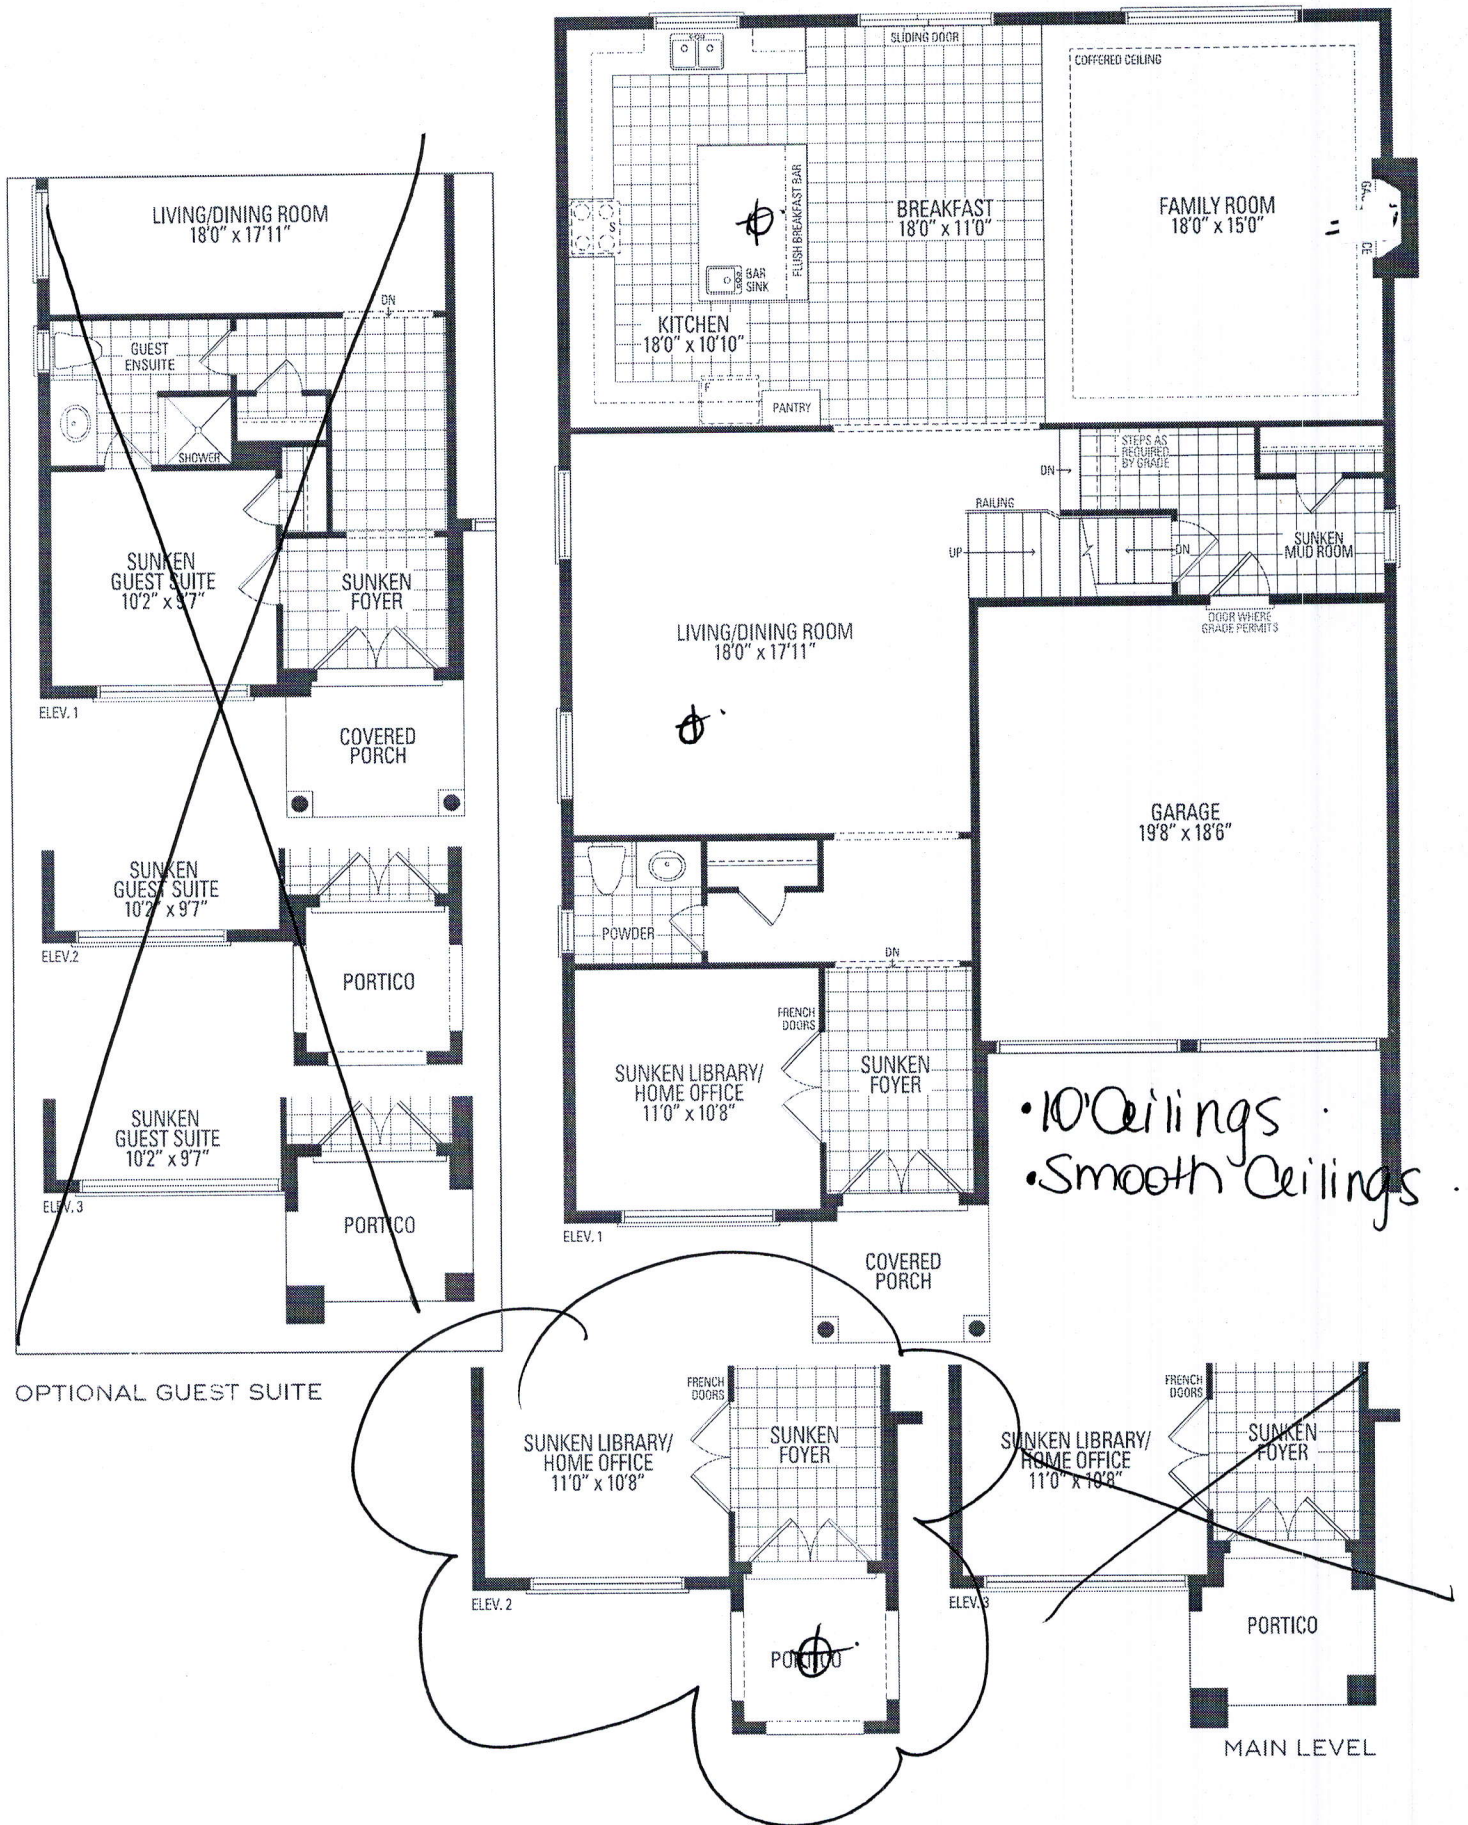 SLIDING DOOR
COFFERED CEILING
FLUSH BREAKFAST BAR
BREAKFAST
18'0" x 11'0"
FAMILY ROOM
18'0" x 15'0"
S
BAR
SINK
KITCHEN
18'0" x 10'10"
F
PANTRY
LIVING/DINING ROOM
18'0" x 17'11"
DN
GUEST
ENSUITE
SHOWER
SUNKEN
GUEST SUITE
10'2" x 9'7"
SUNKEN
FOYER
ELEV. 1
COVERED
PORCH
SUNKEN
GUEST SUITE
10'2" x 9'7"
ELEV.2
PORTICO
SUNKEN
GUEST SUITE
10'2" x 9'7"
ELEV. 3
PORTICO
OPTIONAL GUEST SUITE
STEPS AS
REQUIRED
BY GRADE
DN
RAILING
UP
DN
SUNKEN
MUD ROOM
DOOR WHERE
GRADE PERMITS
LIVING/DINING ROOM
18'0" x 17'11"
GARAGE
19'8" x 18'6"
POWDER
DN
FRENCH
DOORS
SUNKEN LIBRARY/
HOME OFFICE
11'0" x 10'8"
SUNKEN
FOYER
ELEV. 1
COVERED
PORCH
•10' Ceilings
•Smooth Ceilings
FRENCH
DOORS
SUNKEN LIBRARY/
HOME OFFICE
11'0" x 10'8"
SUNKEN
FOYER
ELEV. 2
PORTICO
FRENCH
DOORS
SUNKEN LIBRARY/
HOME OFFICE
11'0" x 10'8"
SUNKEN
FOYER
ELEV. 3
PORTICO
MAIN LEVEL